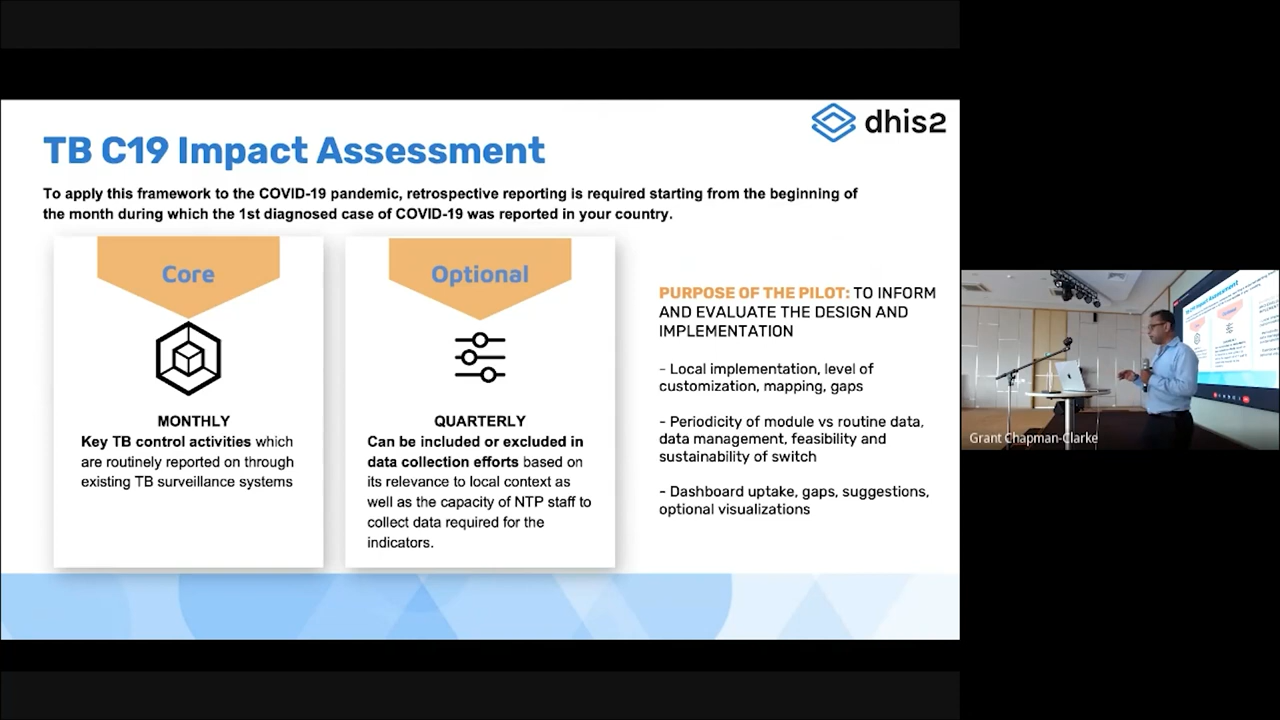 dhis2
TB C19 Impact Assessment
To apply this framework to the COVID-19 pandemic, retrospective reporting is required starting from the beginning of
the month during which the 1st diagnosed case of COVID-19 was reported in your country.
Core
MONTHLY
Key TB control activities which
are routinely reported on through
existing TB surveillance systems
Optional
QUARTERLY
Can be included or excluded in
data collection efforts based on
its relevance to local context as
well as the capacity of NTP staff to
collect data required for the
indicators.
PURPOSE OF THE PILOT: TO INFORM
AND EVALUATE THE DESIGN AND
IMPLEMENTATION
- Local implementation, level of
customization, mapping, gaps
- Periodicity of module vs routine data,
data management, feasibility and
sustainability of switch
- Dashboard uptake, gaps, suggestions,
optional visualizations
TB C19 Impact Assessment
Grant Chapman-Clarke